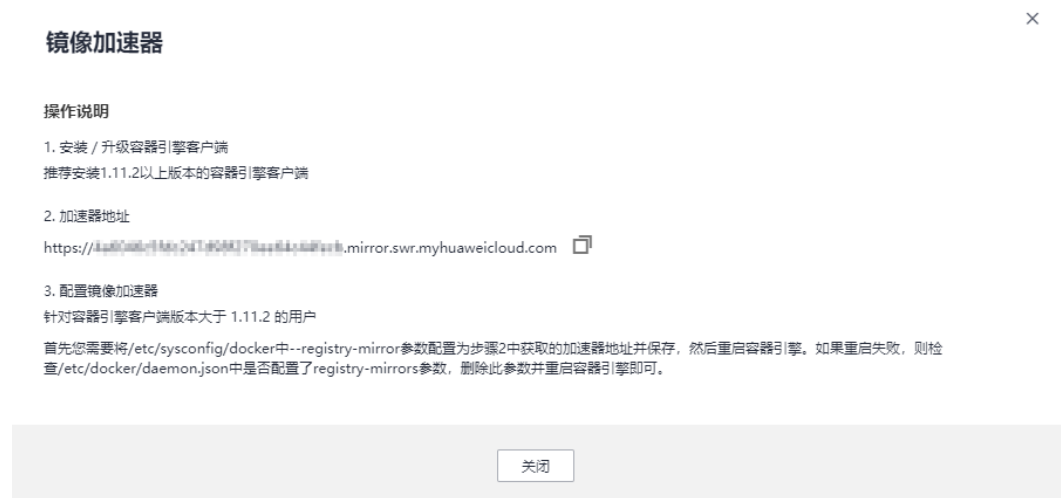 镜像加速器
操作说明
1. 安装 / 升级容器引擎客户端
推荐安装1.11.2以上版本的容器引擎客户端
2. 加速器地址
https:// .mirror.swr.myhuaweicloud.com
3. 配置镜像加速器
针对容器引擎客户端版本大于 1.11.2 的用户
首先您需要将/etc/sysconfig/docker中--registry-mirror参数配置为步骤2中获取的加速器地址并保存，然后重启容器引擎。如果重启失败，则检
查/etc/docker/daemon.json中是否配置了registry-mirrors参数，删除此参数并重启容器引擎即可。
关闭